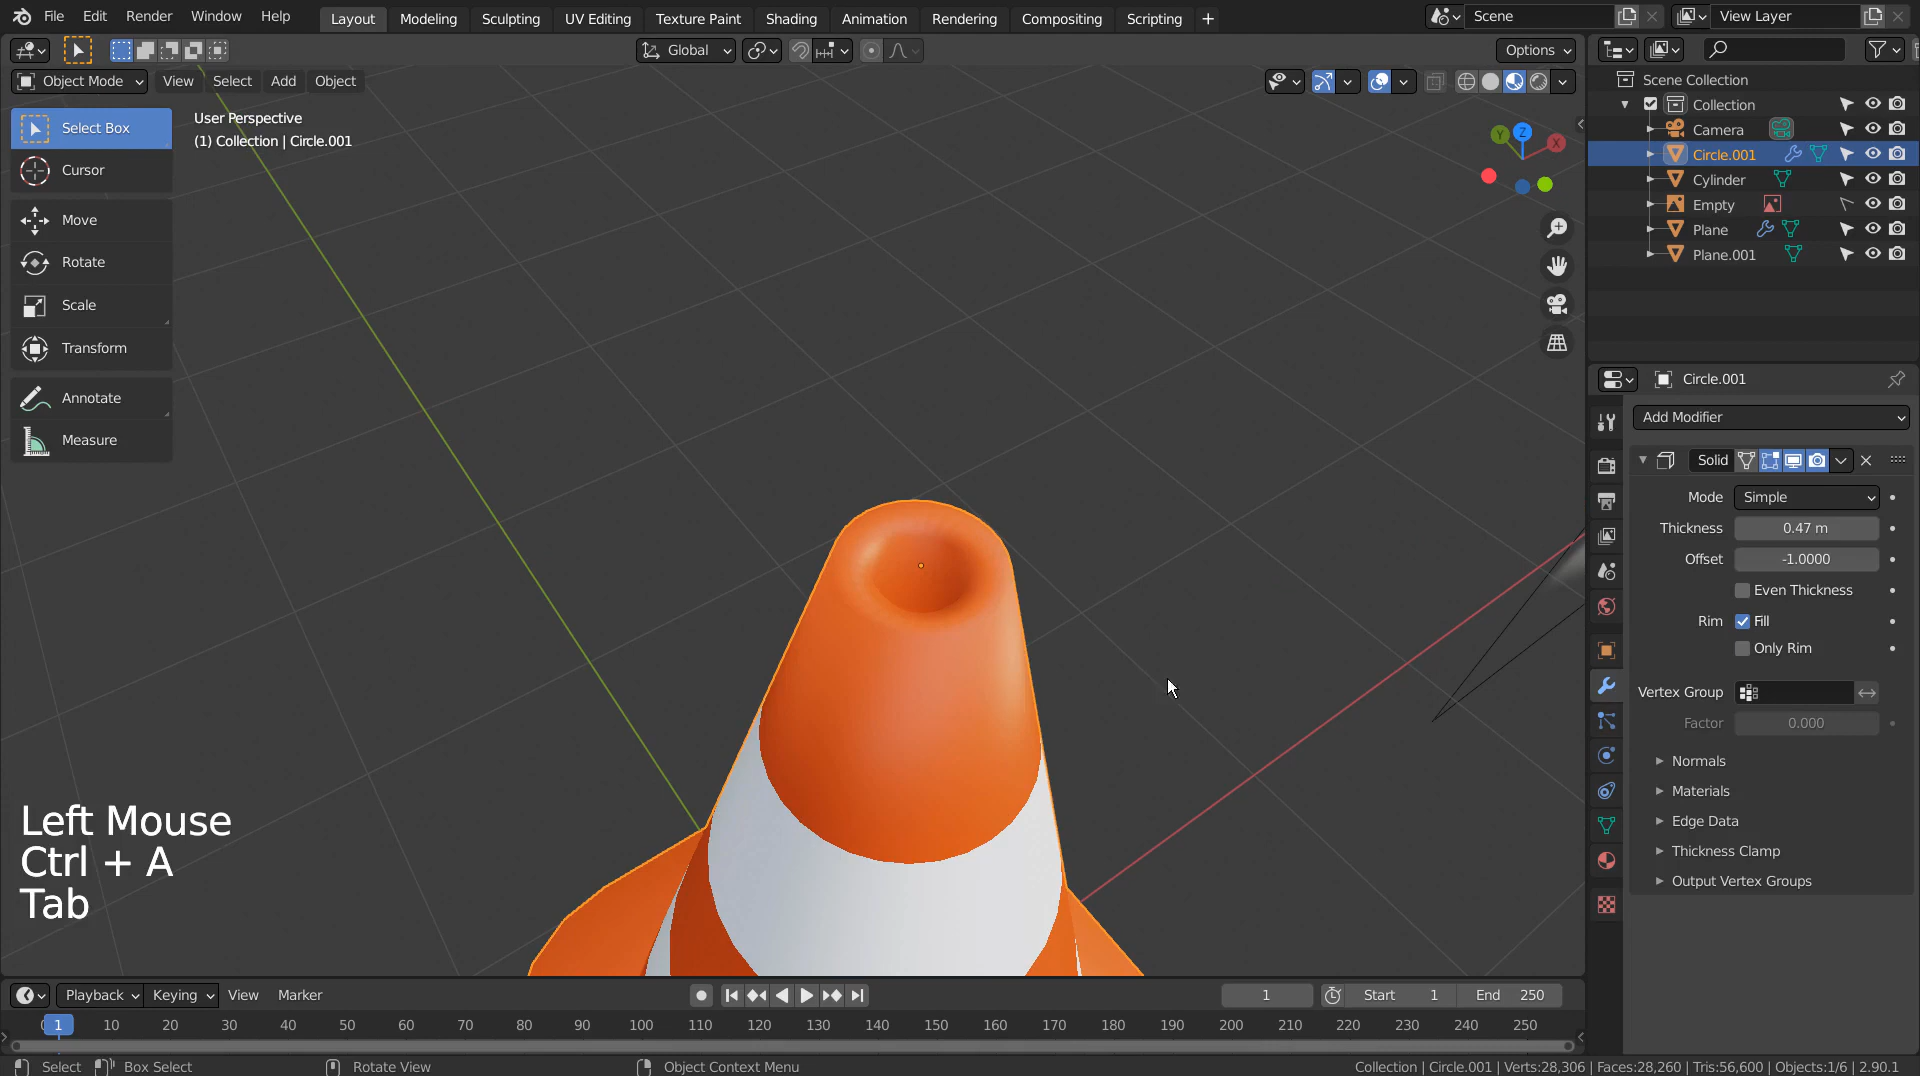 File Edit Render Window Help Layout Modeling Sculpting UV Editing Texture Paint Shading Animation Rendering Compositing Scripting + Scene View Layer
Global Options
Object Mode View Select Add Object
Select Box
Cursor
Move
Rotate
Scale
Transform
Annotate
Measure
User Perspective
(1) Collection | Circle.001
Y Z X
Scene Collection
Collection
Camera
Circle.001
Cylinder
Empty
Plane
Plane.001
Circle.001
Add Modifier
Solid
Mode Simple
Thickness 0.47 m
Offset -1.0000
Even Thickness
Rim Fill
Only Rim
Vertex Group
Factor 0.000
Normals
Materials
Edge Data
Thickness Clamp
Output Vertex Groups
Left Mouse
Ctrl + A
Tab
Playback Keying View Marker 1 Start 1 End 250
1 10 20 30 40 50 60 70 80 90 100 110 120 130 140 150 160 170 180 190 200 210 220 230 240 250
Select Box Select Rotate View Object Context Menu Collection | Circle.001 | Verts:28,306 | Faces:28,260 | Tris:56,600 | Objects:1/6 | 2.90.1